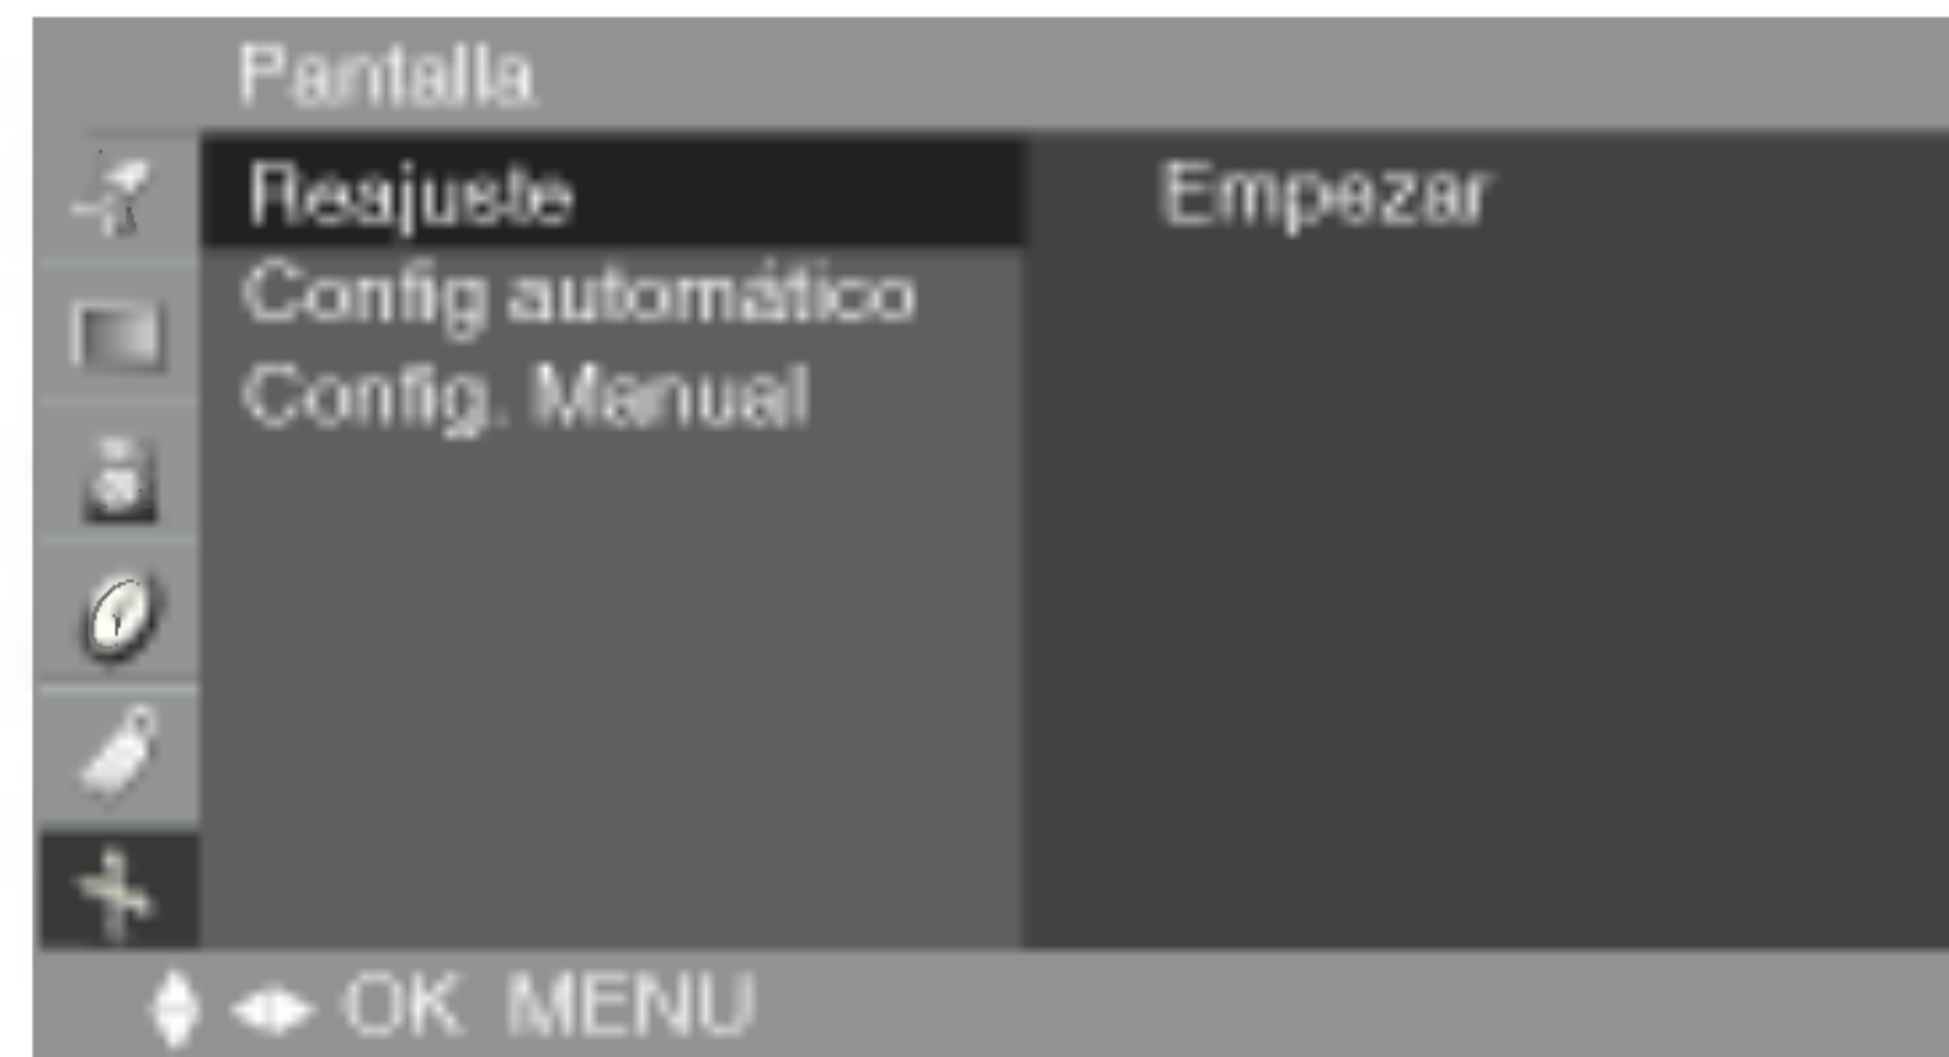 Pantalla
Reajuste Empezar
Config automático
Config. Manual
OK MENU